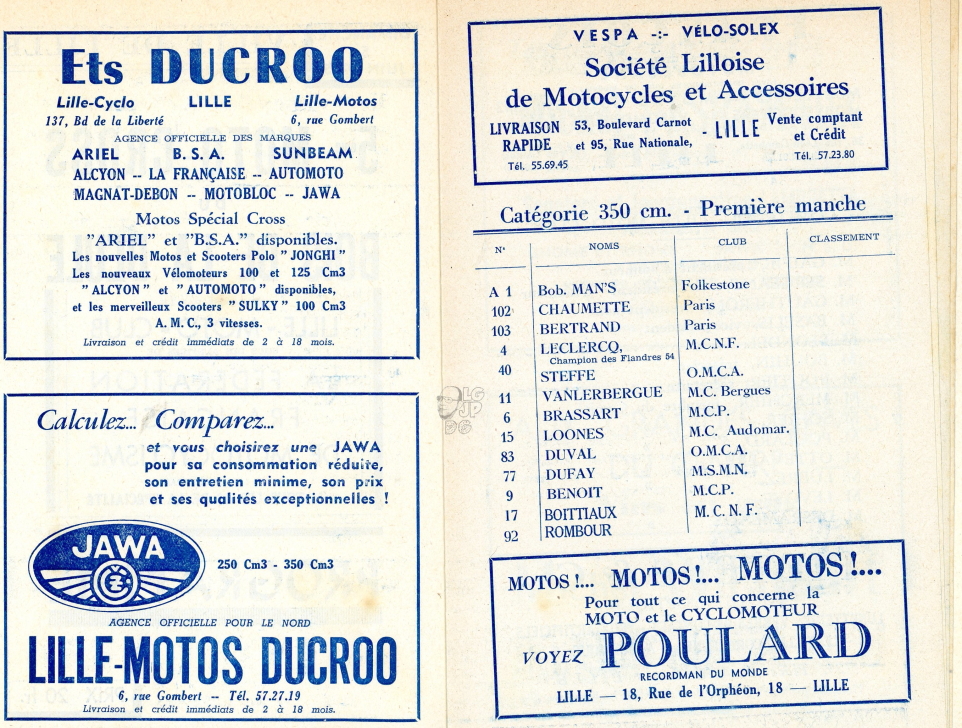 Ets DUCROO
Lille-Cyclo LILLE Lille-Motos
137, Bd de la Liberté 6, rue Gombert
AGENCE OFFICIELLE DES MARQUES
ARIEL B. S. A. SUNBEAM
ALCYON -- LA FRANÇAISE -- AUTOMOTO
MAGNAT-DEBON -- MOTOBLOC -- JAWA
Motos Spécial Cross
"ARIEL" et "B.S.A." disponibles.
Les nouvelles Motos et Scooters Polo "JONGHI"
Les nouveaux Vélomoteurs 100 et 125 Cm3
"ALCYON" et "AUTOMOTO" disponibles,
et les merveilleux Scooters "SULKY" 100 Cm3
A. M. C., 3 vitesses.
Livraison et crédit immédiats de 2 à 18 mois.
Calculez... Comparez...
et vous choisirez une JAWA
pour sa consommation réduite,
son entretien minime, son prix
et ses qualités exceptionnelles !
JAWA
250 Cm3 - 350 Cm3
AGENCE OFFICIELLE POUR LE NORD
LILLE-MOTOS DUCROO
6, rue Gombert -- Tél. 57.27.19
Livraison et crédit immédiats de 2 à 18 mois.
VESPA -:- VÉLO-SOLEX
Société Lilloise
de Motocycles et Accessoires
LIVRAISON RAPIDE
Tél. 55.69.45
53, Boulevard Carnot
et 95, Rue Nationale,
- LILLE
Vente comptant
et Crédit
Tél. 57.23.80
Catégorie 350 cm. - Première manche
N° NOMS CLUB CLASSEMENT
A 1 Bob. MAN'S Folkestone
102 CHAUMETTE Paris
103 BERTRAND Paris
4 LECLERCQ, M.C.N.F.
Champion des Flandres 54
40 STEFFE O.M.C.A.
11 VANLERBERGUE M.C. Bergues
6 BRASSART M.C.P.
15 LOONES M.C. Audomar.
83 DUVAL O.M.C.A.
77 DUFAY M.S.M.N.
9 BENOIT M.C.P.
17 BOITTIAUX M. C. N. F.
92 ROMBOUR
MOTOS !... MOTOS !... MOTOS !...
Pour tout ce qui concerne la
MOTO et le CYCLOMOTEUR
VOYEZ POULARD
RECORDMAN DU MONDE
LILLE — 18, Rue de l'Orphéon, 18 — LILLE